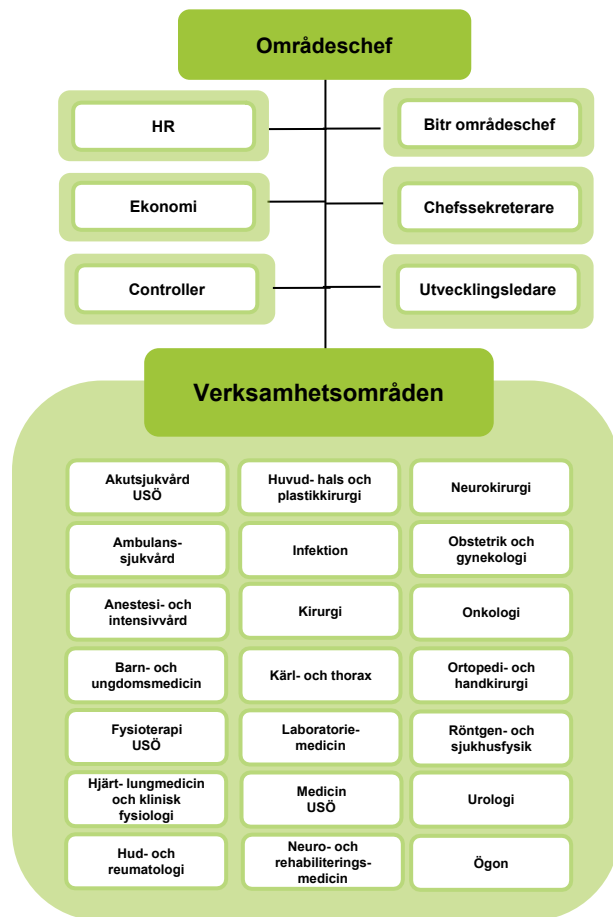 Områdeschef
HR
Bitr områdeschef
Ekonomi
Chefssekreterare
Controller
Utvecklingsledare
Verksamhetsområden
Akutsjukvård
USÖ
Huvud- hals och
plastikkirurgi
Neurokirurgi
Ambulans-
sjukvård
Infektion
Obstetrik och
gynekologi
Anestesi- och
intensivvård
Kirurgi
Onkologi
Barn- och
ungdomsmedicin
Kärl- och thorax
Ortopedi- och
handkirurgi
Fysioterapi
USÖ
Laboratorie-
medicin
Röntgen- och
sjukhusfysik
Hjärt- lungmedicin
och klinisk
fysiologi
Medicin
USÖ
Urologi
Hud- och
reumatologi
Neuro- och
rehabiliterings-
medicin
Ögon